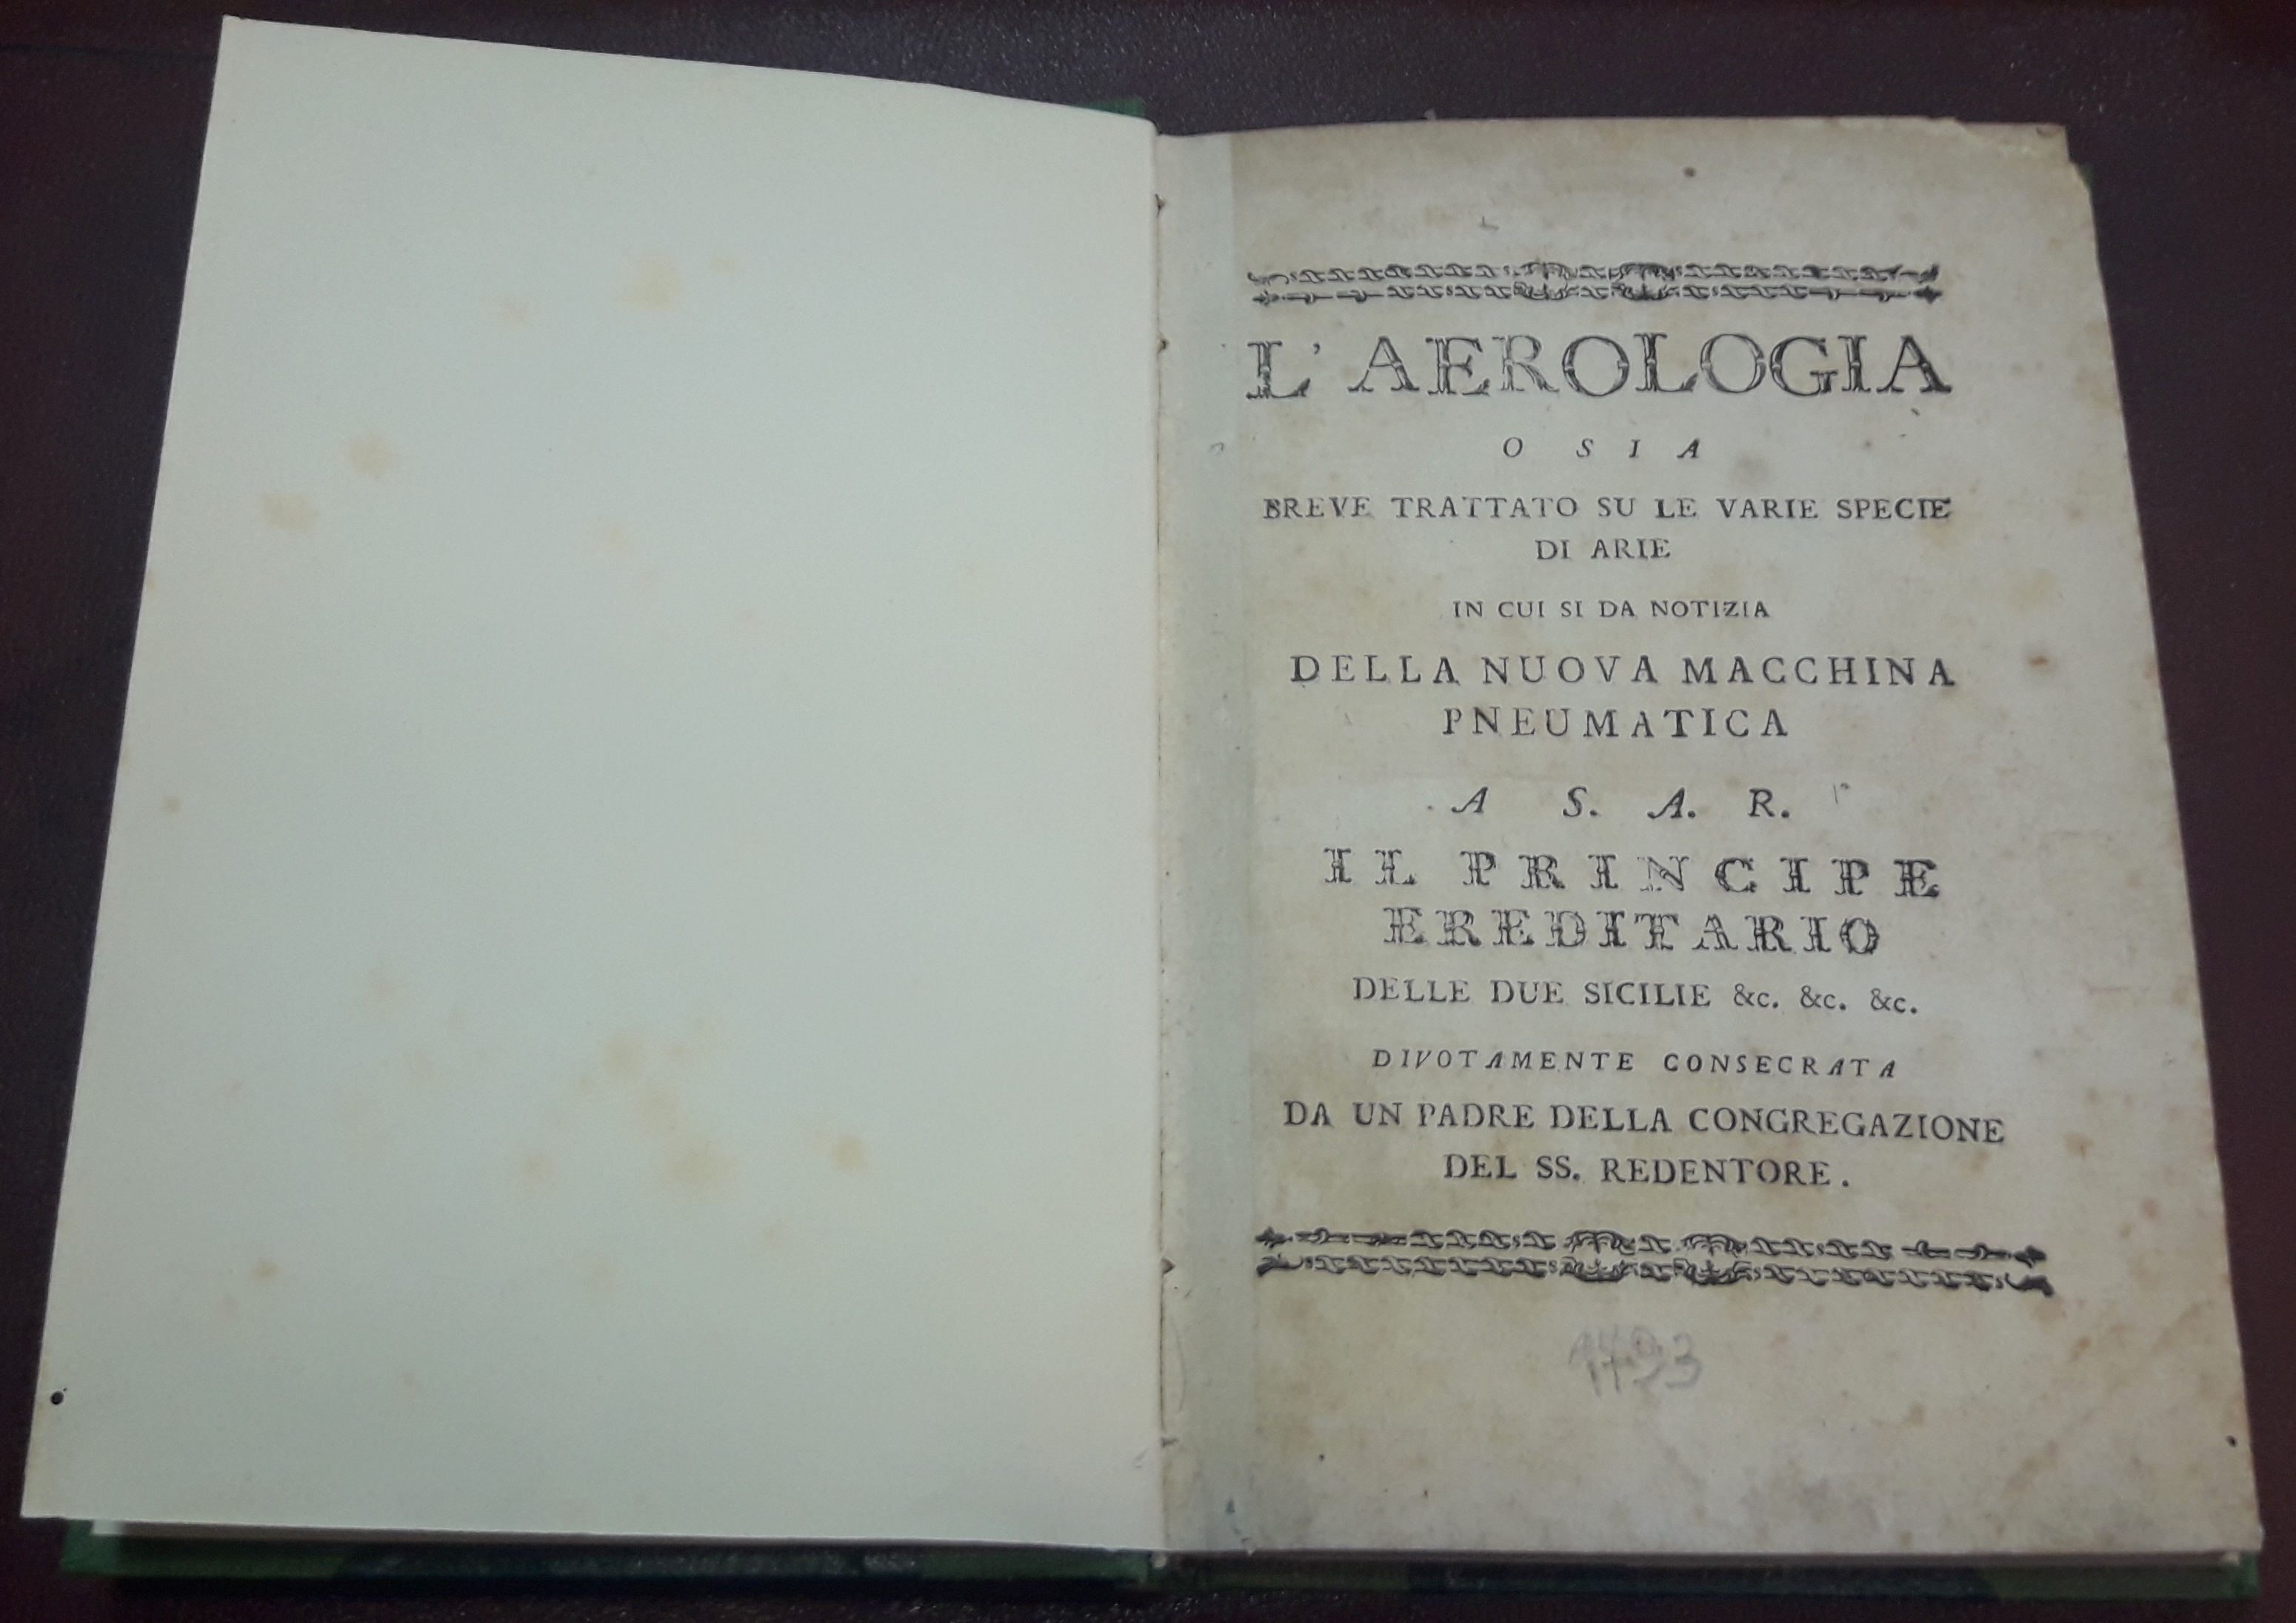 L'AEROLOGIA
O SIA
BREVE TRATTATO SU LE VARIE SPECIE
DI ARIE
IN CUI SI DA NOTIZIA
DELLA NUOVA MACCHINA
PNEUMATICA
A S. A. R.
IL PRINCIPE
EREDITARIO
DELLE DUE SICILIE &c. &c. &c.
DIVOTAMENTE CONSECRATA
DA UN PADRE DELLA CONGREGAZIONE
DEL SS. REDENTORE.